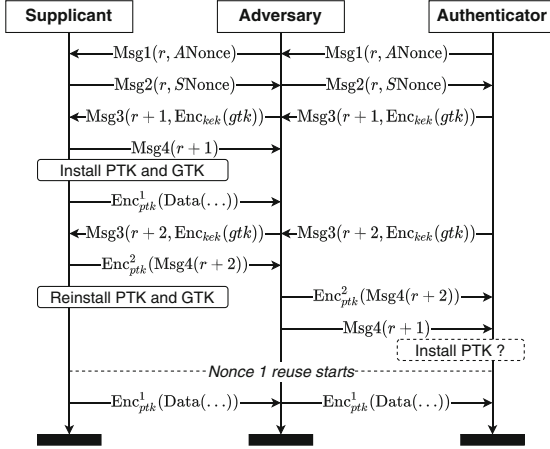 Supplicant Adversary Authenticator
Msg1(r, ANonce) Msg1(r, ANonce)
Msg2(r, SNonce) Msg2(r, SNonce)
Msg3(r + 1, Enc_kek(gtk)) Msg3(r + 1, Enc_kek(gtk))
Msg4(r + 1)
Install PTK and GTK
Enc^1_ptk(Data(...))
Msg3(r + 2, Enc_kek(gtk)) Msg3(r + 2, Enc_kek(gtk))
Enc^2_ptk(Msg4(r + 2))
Reinstall PTK and GTK
Enc^2_ptk(Msg4(r + 2))
Msg4(r + 1)
Install PTK ?
Nonce 1 reuse starts
Enc^1_ptk(Data(...)) Enc^1_ptk(Data(...))